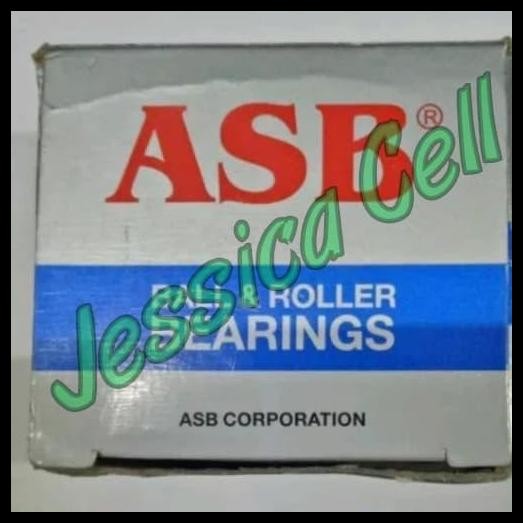 ASB®
BALL & ROLLER
BEARINGS
ASB CORPORATION
Jessica Cell